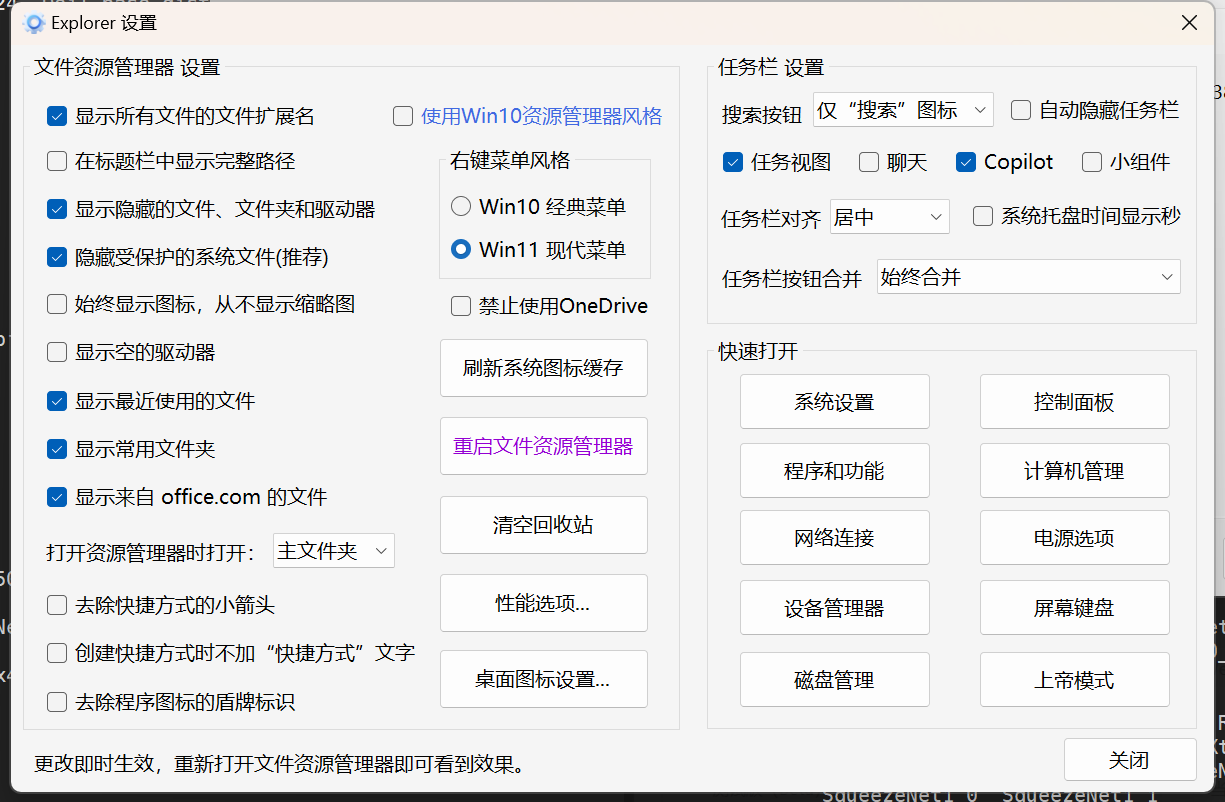 Explorer 设置
文件资源管理器 设置
显示所有文件的文件扩展名
使用Win10资源管理器风格
在标题栏中显示完整路径
显示隐藏的文件、文件夹和驱动器
隐藏受保护的系统文件(推荐)
始终显示图标，从不显示缩略图
显示空的驱动器
显示最近使用的文件
显示常用文件夹
显示来自 office.com 的文件
打开资源管理器时打开：
主文件夹
去除快捷方式的小箭头
创建快捷方式时不加“快捷方式”文字
去除程序图标的盾牌标识
右键菜单风格
Win10 经典菜单
Win11 现代菜单
禁止使用OneDrive
刷新系统图标缓存
重启文件资源管理器
清空回收站
性能选项...
桌面图标设置...
任务栏 设置
搜索按钮
仅“搜索”图标
自动隐藏任务栏
任务视图
聊天
Copilot
小组件
任务栏对齐
居中
系统托盘时间显示秒
任务栏按钮合并
始终合并
快速打开
系统设置
控制面板
程序和功能
计算机管理
网络连接
电源选项
设备管理器
屏幕键盘
磁盘管理
上帝模式
更改即时生效，重新打开文件资源管理器即可看到效果。
关闭
SqueezeNet1_0 SqueezeNet1_1